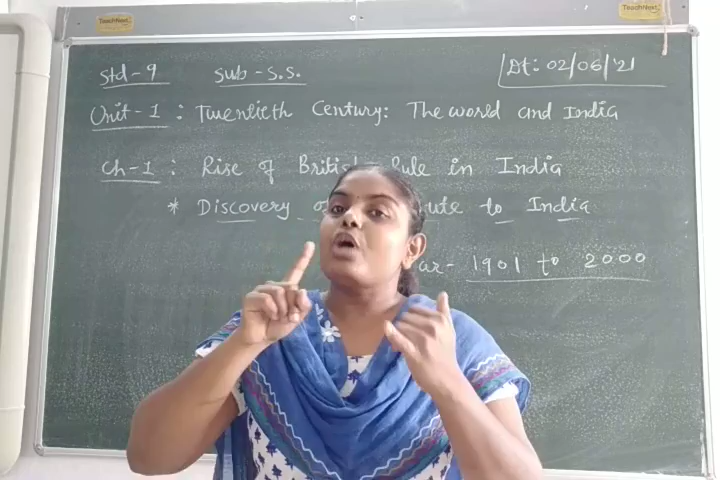 TeachNext
TeachNext
Std-9 Sub-S.S. Dt: 02/06/'21
Unit-1 : Twentieth Century: The world and India
Ch-1 : Rise of British Rule in India
* Discovery to India
1901 to 2000